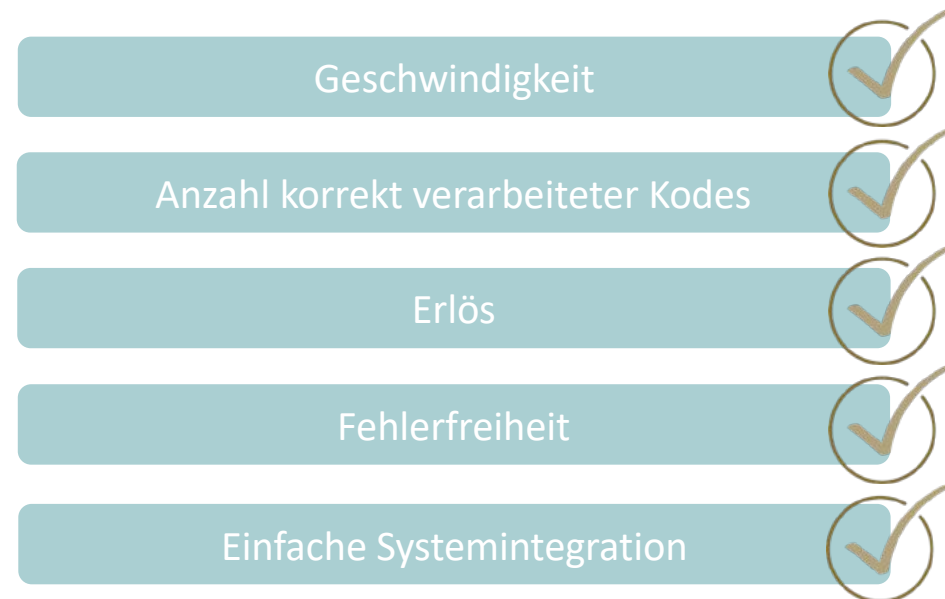 Geschwindigkeit
Anzahl korrekt verarbeiteter Kodes
Erlös
Fehlerfreiheit
Einfache Systemintegration